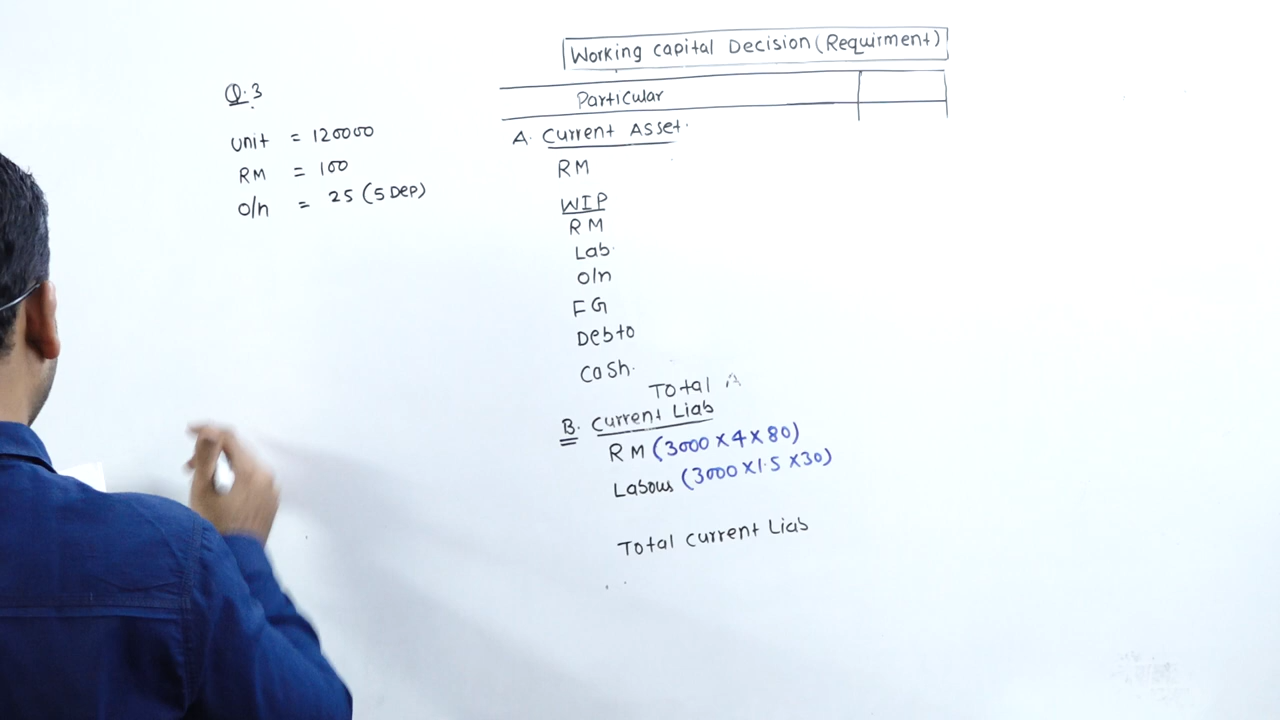 Working Capital Decision (Requirment)
Q.3
Unit = 120000
RM = 100
O/h = 25 (5 Dep)
Particular
A. Current Asset.
RM
WIP
RM
Lab.
O/h
FG
Debto
Cash.
Total A
B. Current Liab
RM (3000 × 4 × 80)
Labour (3000 × 1.5 × 30)
Total Current Liab